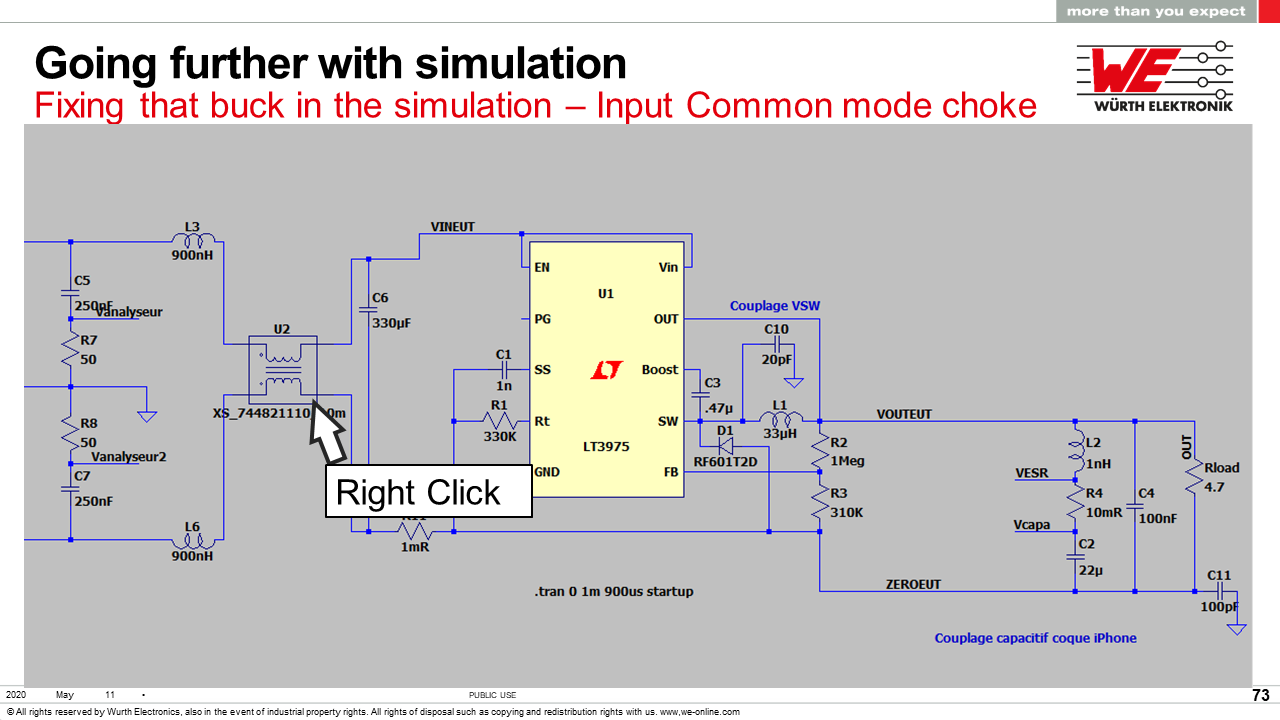 more than you expect
Going further with simulation
Fixing that buck in the simulation – Input Common mode choke
WE
WÜRTH ELEKTRONIK
L3
900nH
C5
250nF
Vanalyseur
R7
50
R8
50
Vanalyseur2
C7
250nF
L6
900nH
U2
XS_744821110
0m
C6
330µF
VINEUT
C1
1n
R1
330K
1mR
EN
Vin
U1
PG
OUT
SS
Boost
Rt
SW
LT3975
GND
FB
Right Click
Couplage VSW
C10
20pF
C3
.47µ
L1
33µH
D1
RF601T2D
R2
1Meg
R3
310K
VOUTEUT
L2
1nH
VESR
R4
10mR
Vcapa
C2
22µ
C4
100nF
OUT
Rload
4.7
C11
100pF
ZEROEUT
.tran 0 1m 900us startup
Couplage capacitif coque iPhone
2020 May 11 •
PUBLIC USE
73
© All rights reserved by Wurth Electronics, also in the event of industrial property rights. All rights of disposal such as copying and redistribution rights with us. www,we-online.com